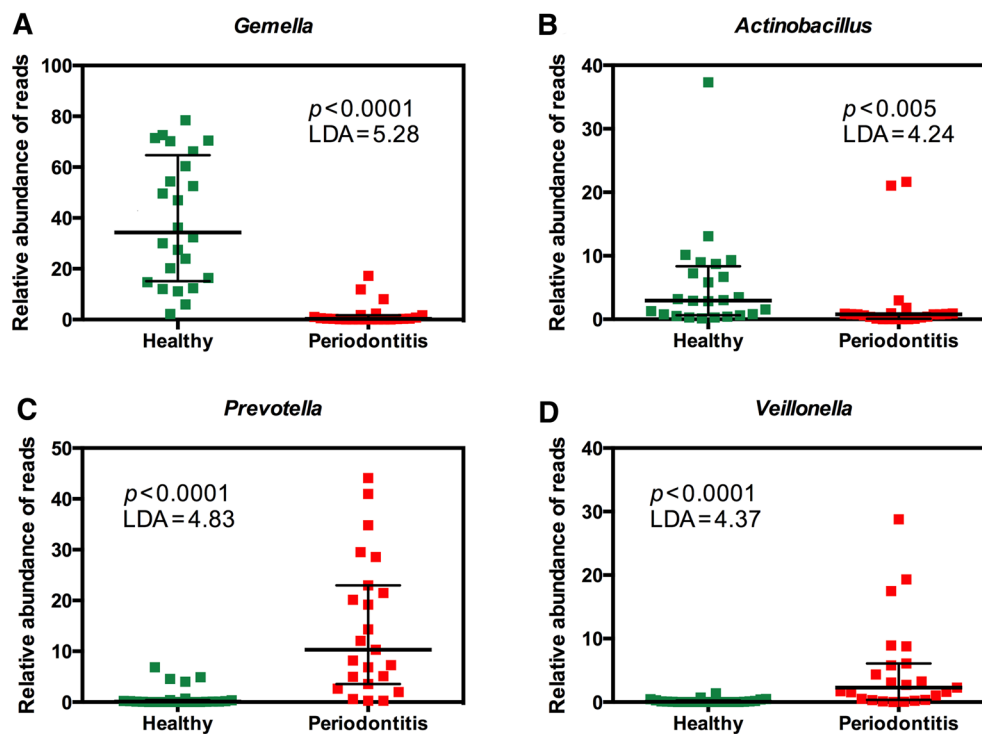 A
Gemella
Relative abundance of reads
100
80
60
40
20
0
p<0.0001
LDA=5.28
Healthy
Periodontitis
B
Actinobacillus
Relative abundance of reads
40
30
20
10
0
p<0.005
LDA=4.24
Healthy
Periodontitis
C
Prevotella
Relative abundance of reads
50
40
30
20
10
0
p<0.0001
LDA=4.83
Healthy
Periodontitis
D
Veillonella
Relative abundance of reads
40
30
20
10
0
p<0.0001
LDA=4.37
Healthy
Periodontitis